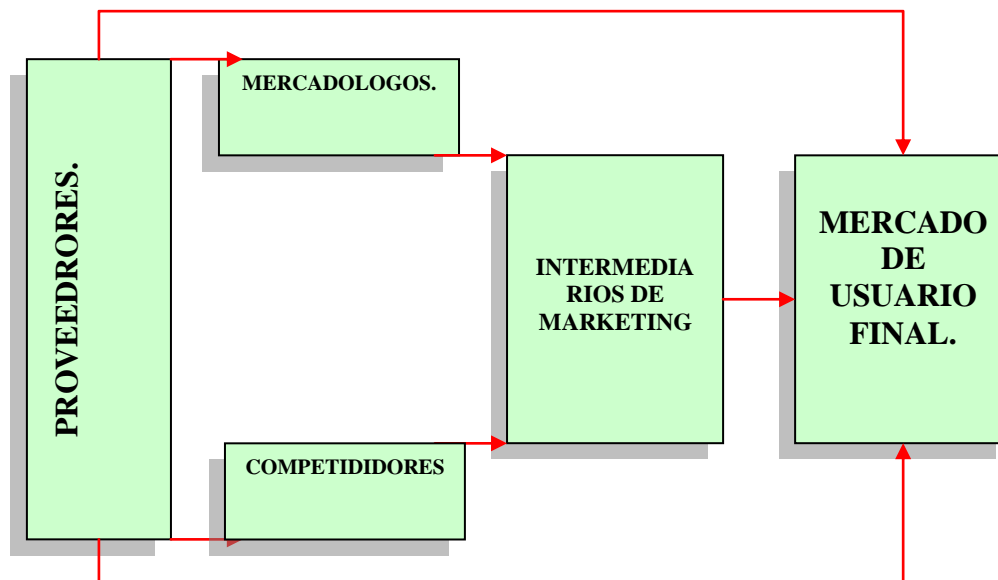 PROVEEDRORES.
MERCADOLOGOS.
INTERMEDIA
RIOS DE
MARKETING
COMPETIDIDORES
MERCADO
DE
USUARIO
FINAL.